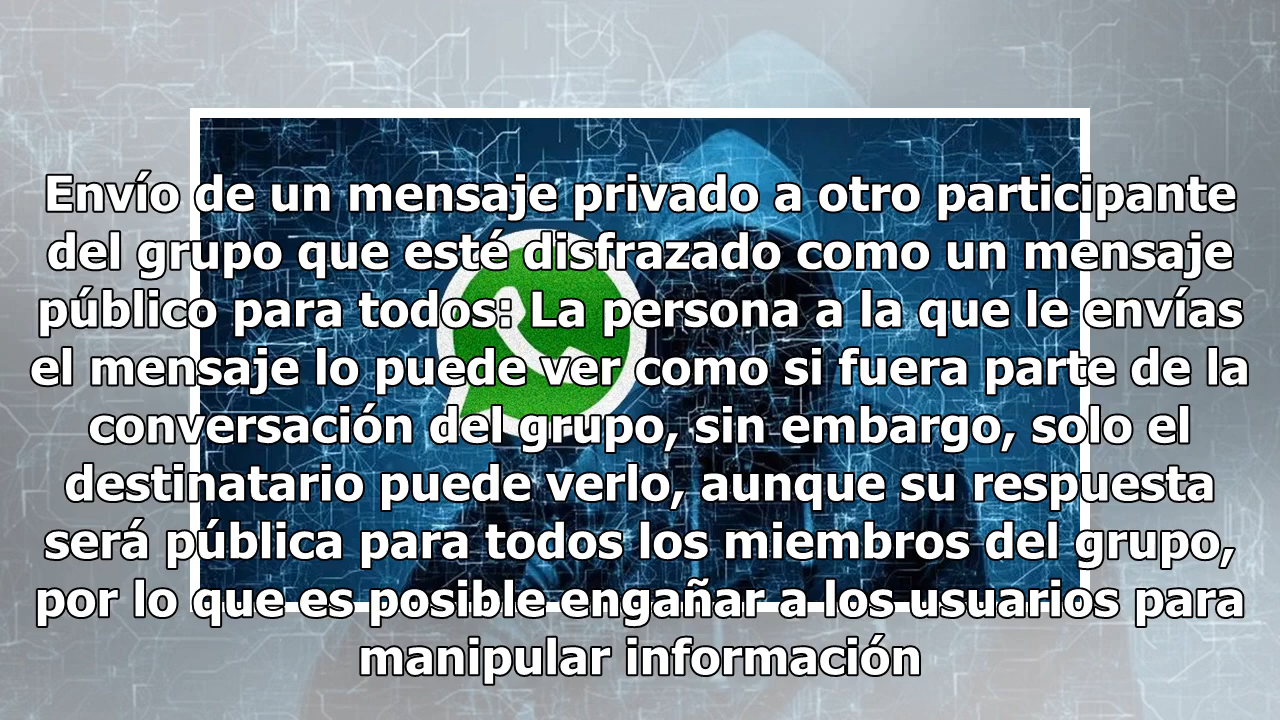 Envío de un mensaje privado a otro participante
del grupo que esté disfrazado como un mensaje
público para todos: La persona a la que le envías
el mensaje lo puede ver como si fuera parte de la
conversación del grupo, sin embargo, solo el
destinatario puede verlo, aunque su respuesta
será pública para todos los miembros del grupo,
por lo que es posible engañar a los usuarios para
manipular información